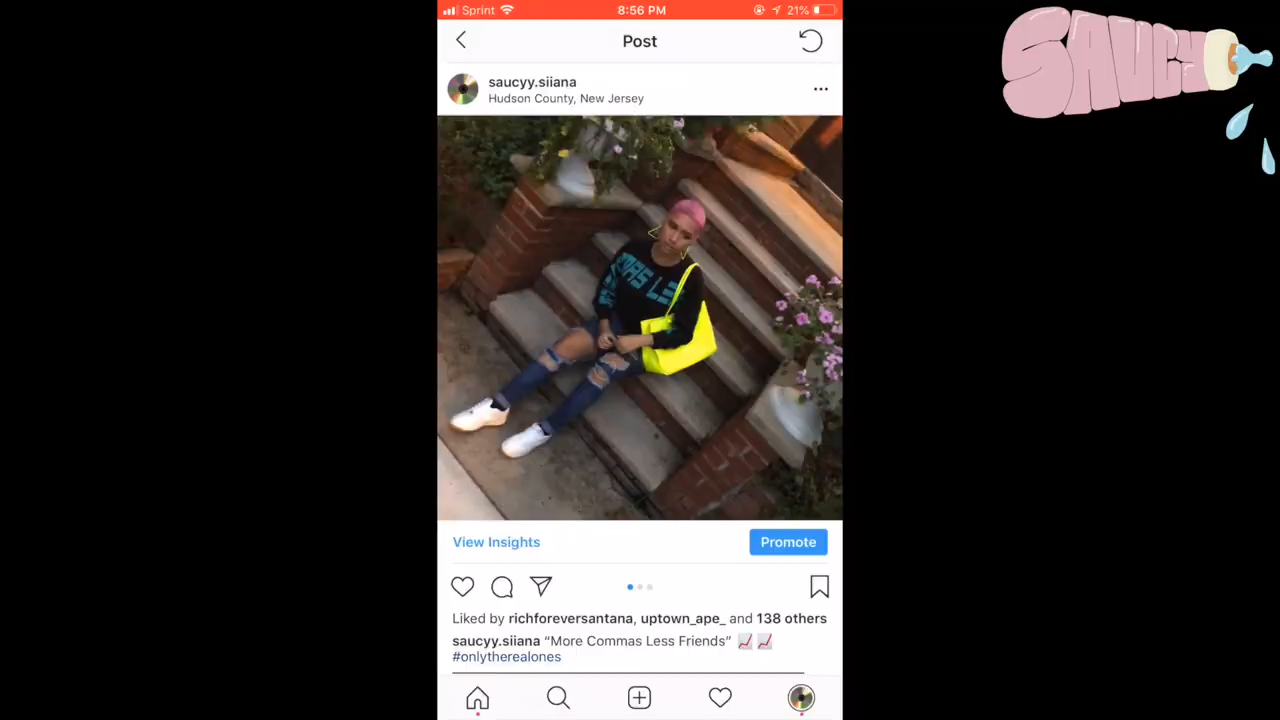 Sprint 8:56 PM 21%
SAUCY
Post
saucyy.siiana
Hudson County, New Jersey
View Insights Promote
Liked by richforeversantana, uptown_ape_ and 138 others
saucyy.siiana “More Commas Less Friends”
#onlytherealones